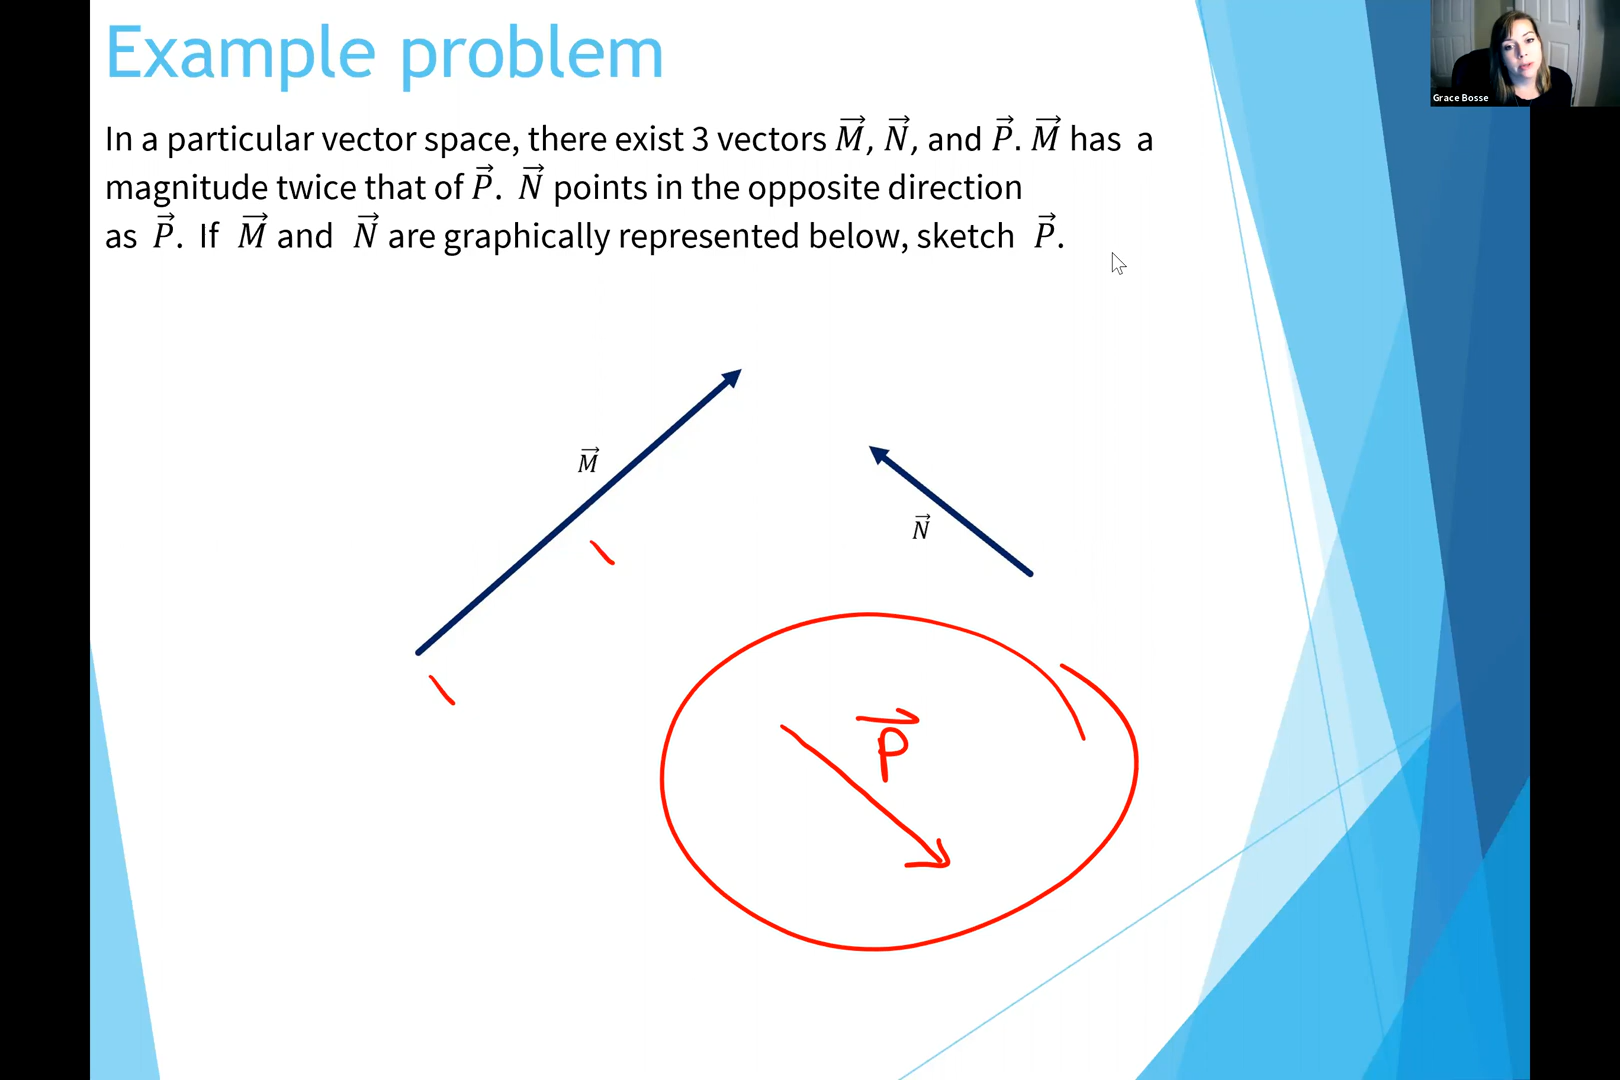 Example problem
Grace Bosse
In a particular vector space, there exist 3 vectors M⃗, N⃗, and P⃗. M⃗ has a
magnitude twice that of P⃗. N⃗ points in the opposite direction
as P⃗. If M⃗ and N⃗ are graphically represented below, sketch P⃗.
M⃗
N⃗
P⃗